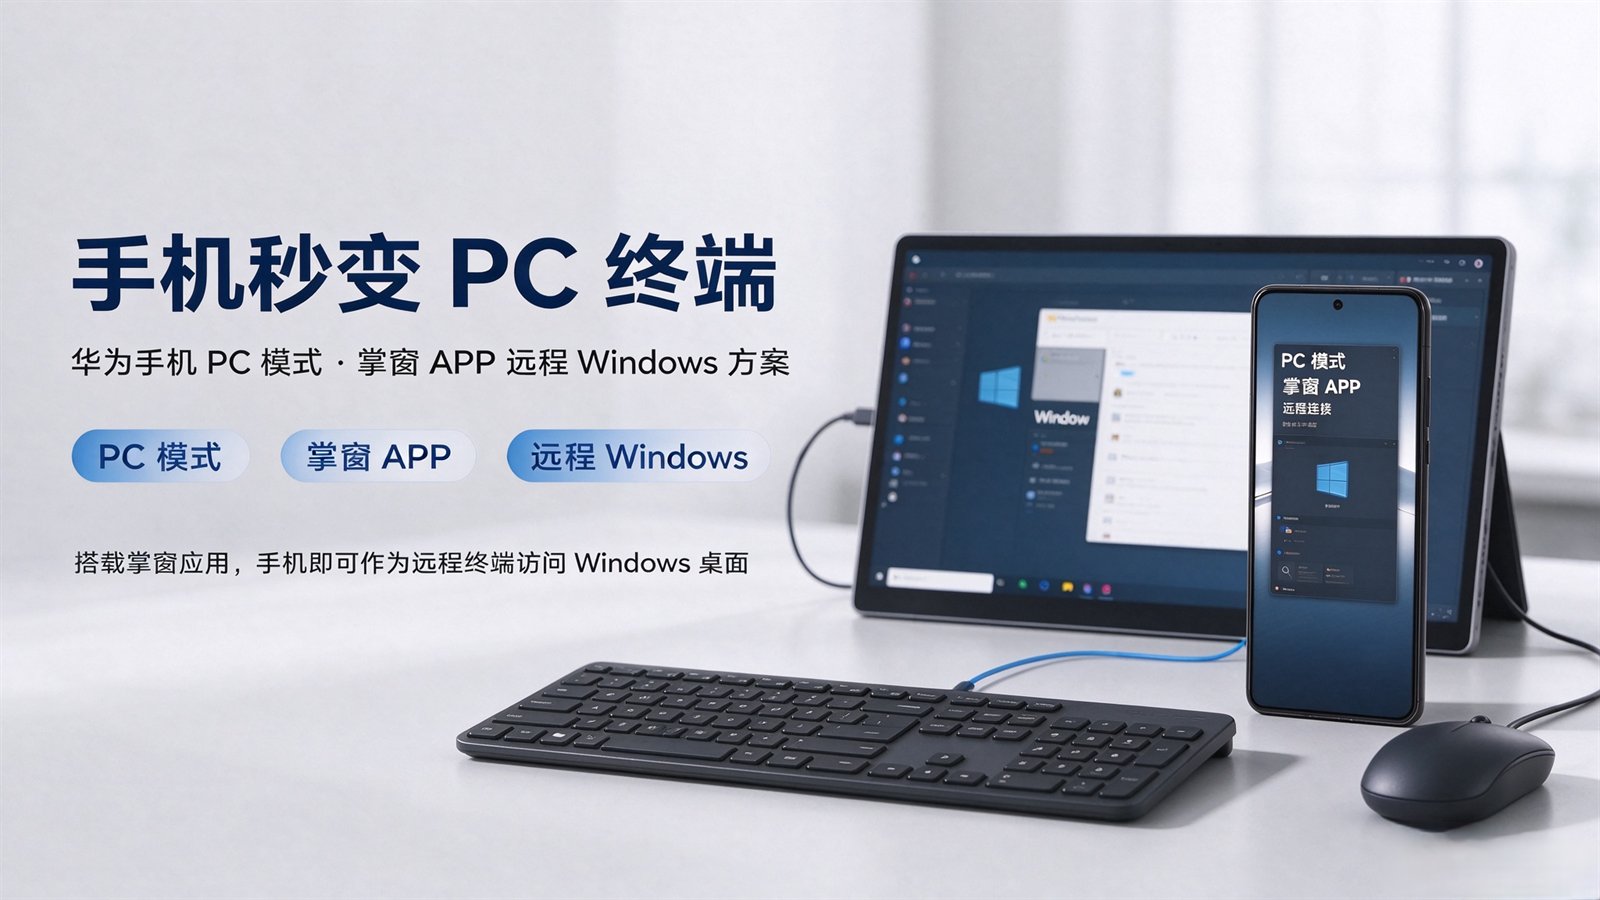 手机秒变 PC 终端
华为手机 PC 模式 · 掌窗 APP 远程 Windows 方案
PC 模式
掌窗 APP
远程 Windows
搭载掌窗应用，手机即可作为远程终端访问 Windows 桌面
Window
PC 模式
掌窗 APP
远程连接